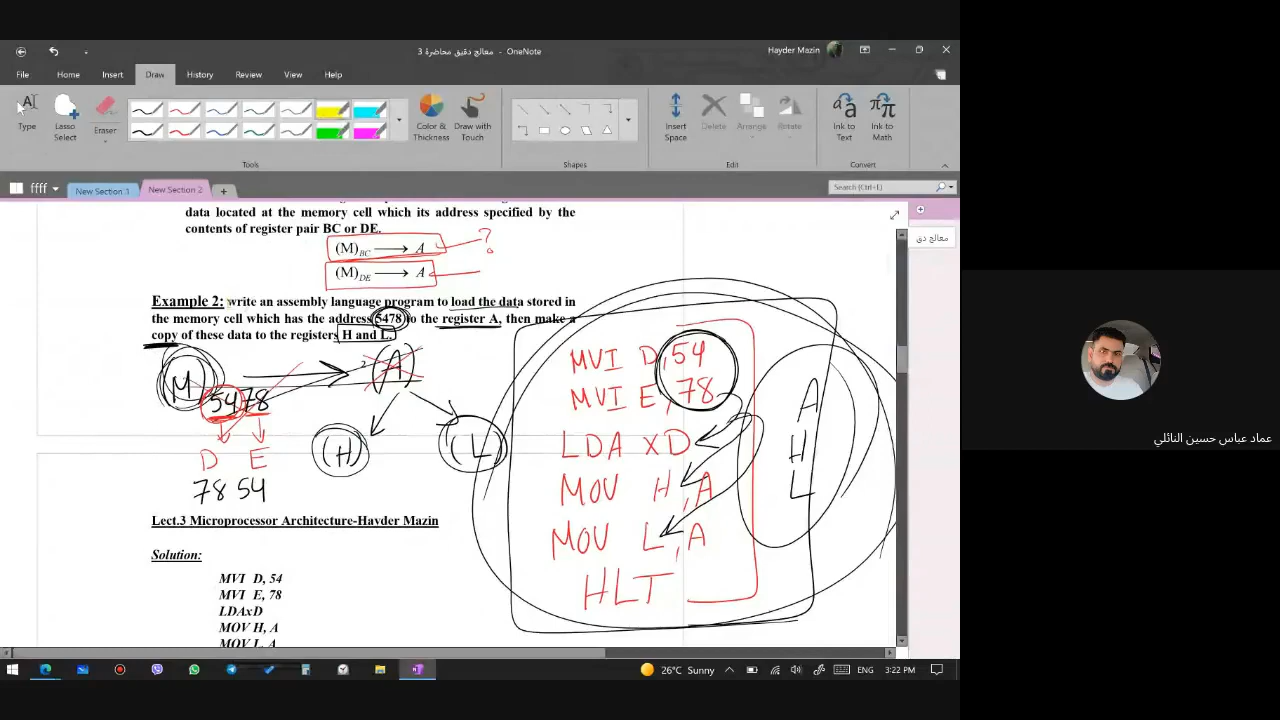 معالج دقيق محاضرة 3 - OneNote
Hayder Mazin
File Home Insert Draw History Review View Help
Type
Lasso Select
Eraser
Color & Thickness
Draw with Touch
Insert Space
Delete
Arrange
Rotate
Ink to Text
Ink to Math
Tools
Shapes
Edit
Convert
ffff
New Section 1
New Section 2
Search (Ctrl+E)
معالج دق
data located at the memory cell which its address specified by the
contents of register pair BC or DE.
(M)BC → A ?
(M)DE → A
Example 2: write an assembly language program to load the data stored in
the memory cell which has the address 5478 to the register A, then make a
copy of these data to the registers H and L.
M → (A)
5478
D E
78 54
(H) (L)
MVI D,54
MVI E,78
LDA XD
MOV H,A
MOV L,A
HLT
A
H
L
Lect.3 Microprocessor Architecture-Hayder Mazin
Solution:
MVI D, 54
MVI E, 78
LDAxD
MOV H, A
MOV L, A
26°C Sunny
ENG
3:22 PM
عماد عباس حسين النائلي